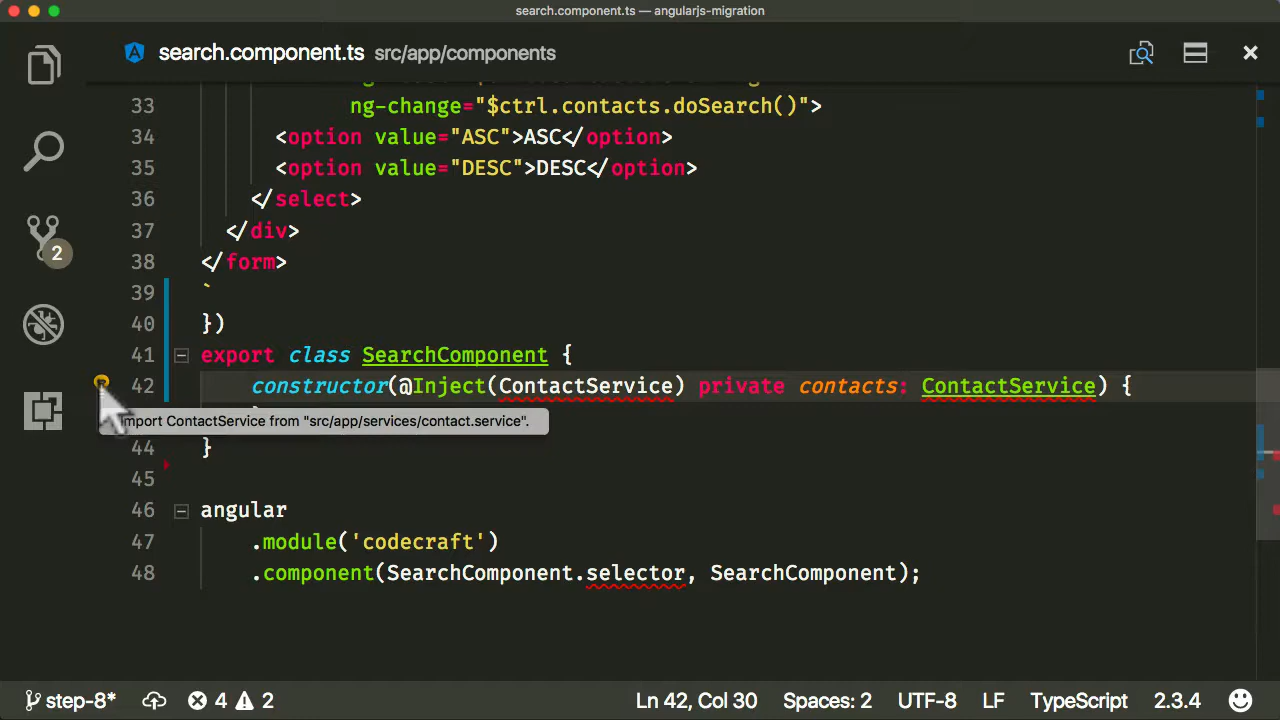 search.component.ts — angularjs-migration
search.component.ts src/app/components
33 ng-change="$ctrl.contacts.doSearch()">
34 <option value="ASC">ASC</option>
35 <option value="DESC">DESC</option>
36 </select>
37 </div>
38 </form>
39 `
40 })
41 export class SearchComponent {
42 constructor(@Inject(ContactService) private contacts: ContactService) {
import ContactService from "src/app/services/contact.service".
44 }
45
46 angular
47 .module('codecraft')
48 .component(SearchComponent.selector, SearchComponent);
2
step-8* 4 2 Ln 42, Col 30 Spaces: 2 UTF-8 LF TypeScript 2.3.4